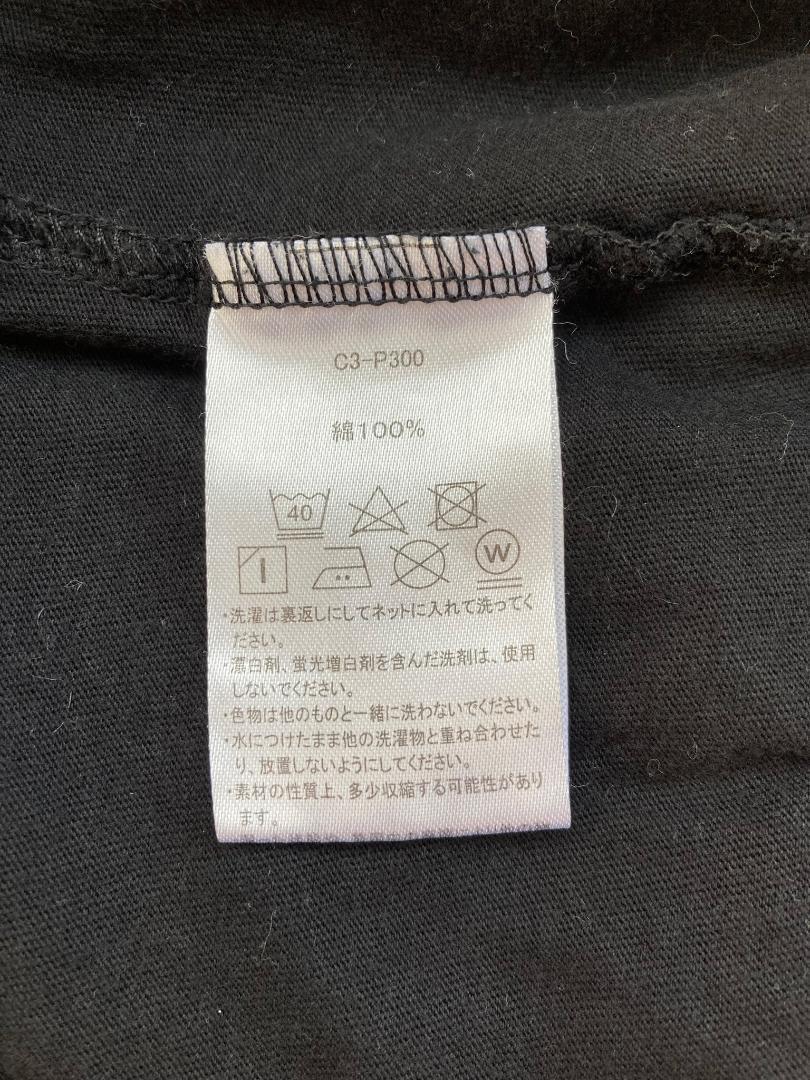 C3-P300
綿100%
40
W
・洗濯は裏返しにしてネットに入れて洗ってく
ださい。
・漂白剤、蛍光増白剤を含んだ洗剤は、使用
しないでください。
・色物は他のものと一緒に洗わないでください。
・水につけたまま他の洗濯物と重ね合わせた
り、放置しないようにしてください。
・素材の性質上、多少収縮する可能性があり
ます。